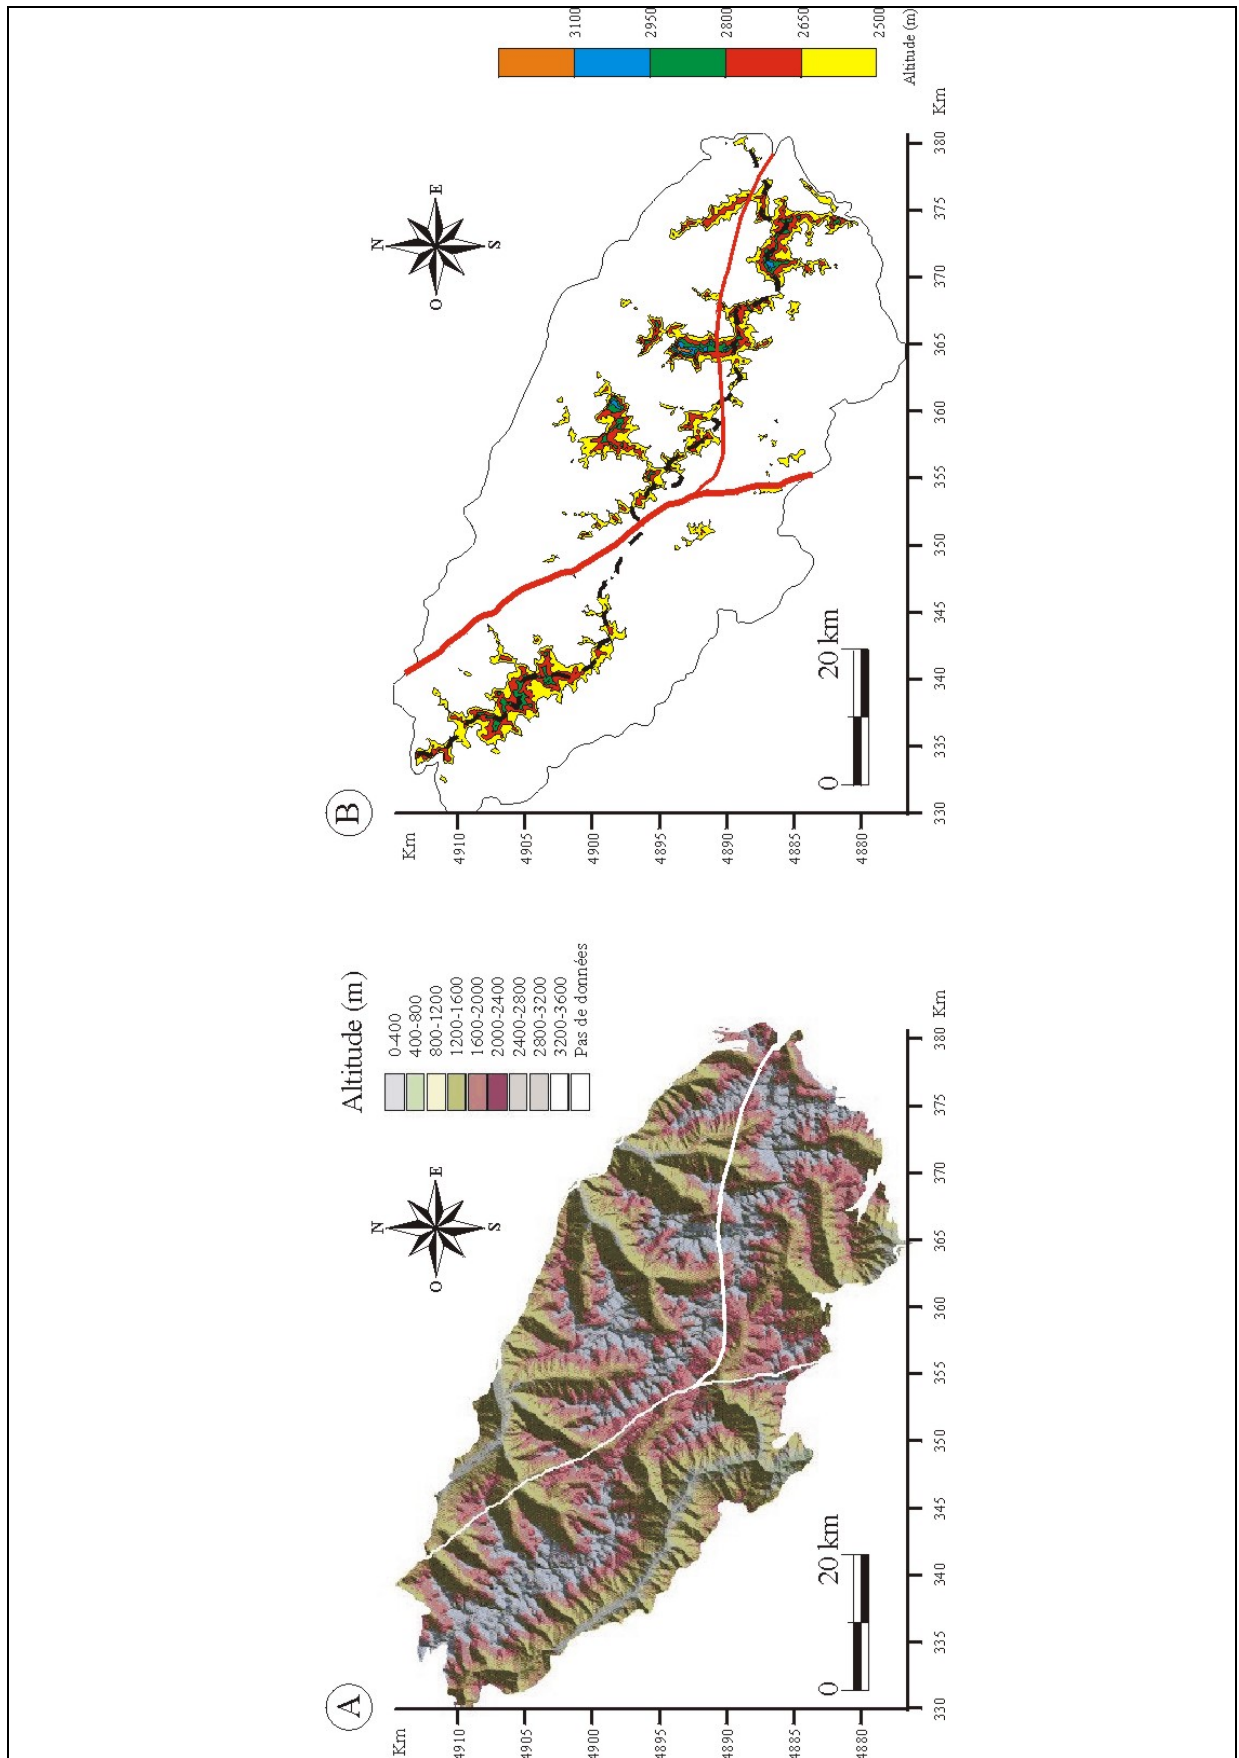 A
Altitude (m)
0-400
400-800
800-1200
1200-1600
1600-2000
2000-2400
2400-2800
2800-3200
3200-3600
Pas de données
N
O
E
S
Km
4910
4905
4900
4895
4890
4885
4880
0
20 km
330
335
340
345
350
355
360
365
370
375
380
Km
B
N
O
E
S
3100
2950
2800
2650
2500
Altitude (m)
Km
4910
4905
4900
4895
4890
4885
4880
0
20 km
330
335
340
345
350
355
360
365
370
375
380
Km